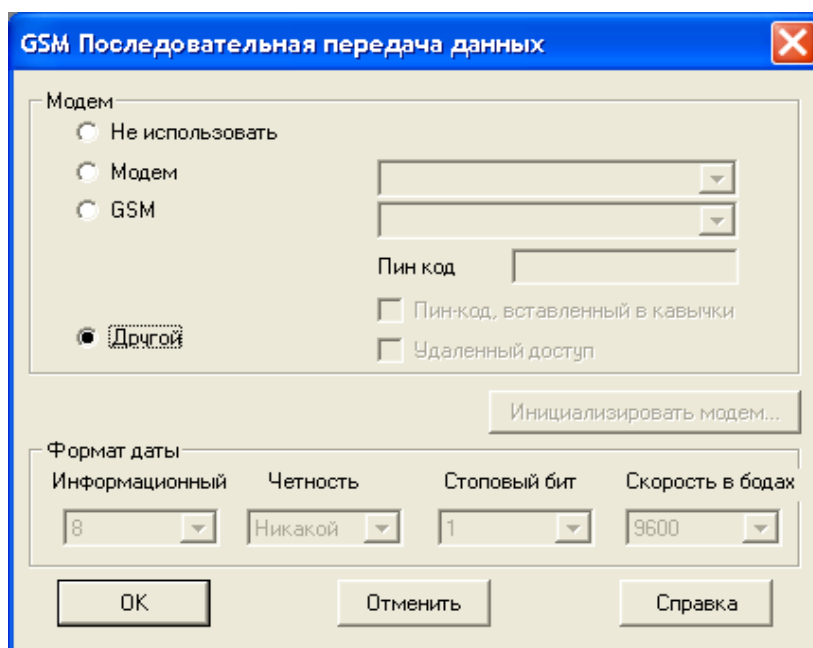 GSM Последовательная передача данных
Модем
Не использовать
Модем
GSM
Пин код
Пин-код, вставленный в кавычки
Другой
Удаленный доступ
Инициализировать модем...
Формат даты
Информационный Четность Стоповый бит Скорость в бодах
8 Никакой 1 9600
OK Отменить Справка